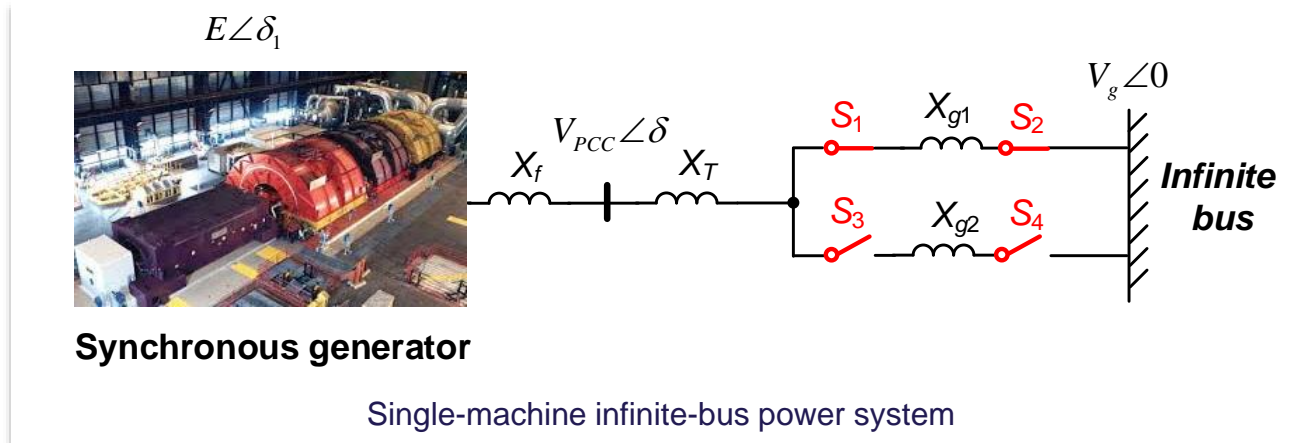 E∠δ₁
V_g∠0
V_PCC∠δ
X_f
X_T
S₁
X_g1
S₂
S₃
X_g2
S₄
Infinite
bus
Synchronous generator
Single-machine infinite-bus power system